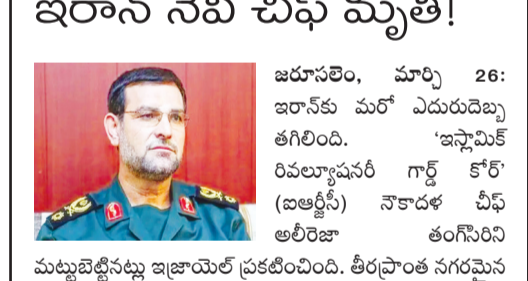 ఇరాన్ నేవీ చీఫ్ మృతి!
జరూసలెం, మార్చి 26:
ఇరాన్‌కు మరో ఎదురుదెబ్బ
తగిలింది. ‘ఇస్లామిక్
రివల్యూషనరీ గార్డ్ కోర్’
(ఐఆర్జీసీ) నౌకాదళ చీఫ్
అలీరెజా తంగ్‌సిరిని
మట్టుబెట్టినట్లు ఇజ్రాయెల్ ప్రకటించింది. తీరప్రాంత నగరమైన